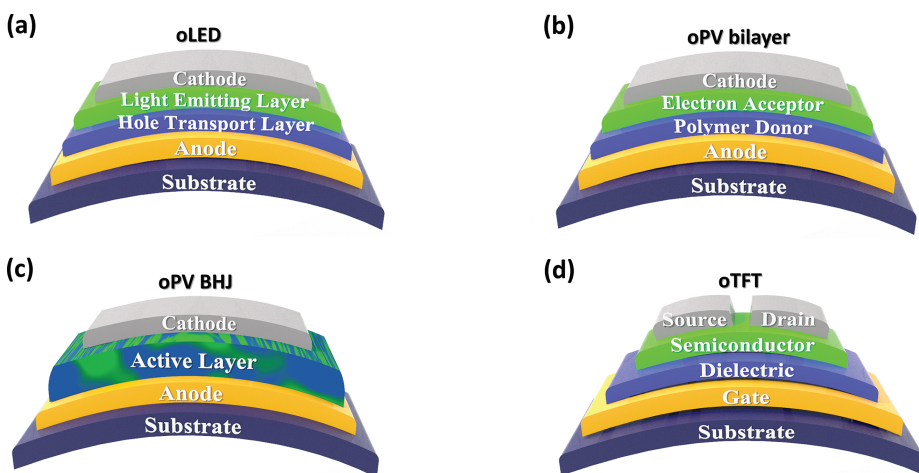 (a)
oLED
Cathode
Light Emitting Layer
Hole Transport Layer
Anode
Substrate
(b)
oPV bilayer
Cathode
Electron Acceptor
Polymer Donor
Anode
Substrate
(c)
oPV BHJ
Cathode
Active Layer
Anode
Substrate
(d)
oTFT
Source Drain
Semiconductor
Dielectric
Gate
Substrate